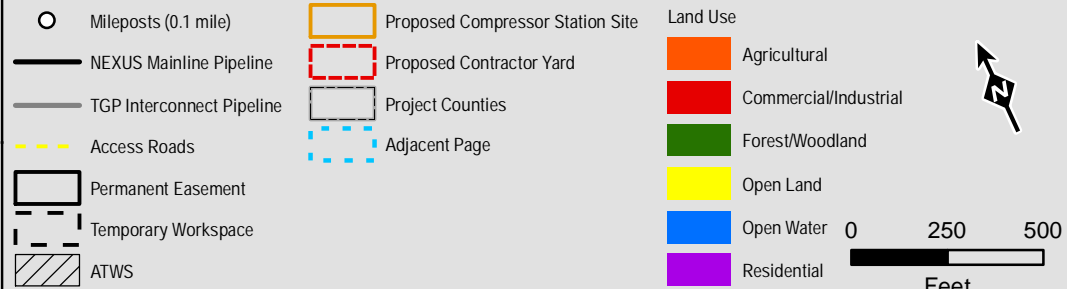 Mileposts (0.1 mile)
NEXUS Mainline Pipeline
TGP Interconnect Pipeline
Access Roads
Permanent Easement
Temporary Workspace
ATWS
Proposed Compressor Station Site
Proposed Contractor Yard
Project Counties
Adjacent Page
Land Use
Agricultural
Commercial/Industrial
Forest/Woodland
Open Land
Open Water
Residential
N
0 250 500
Feet